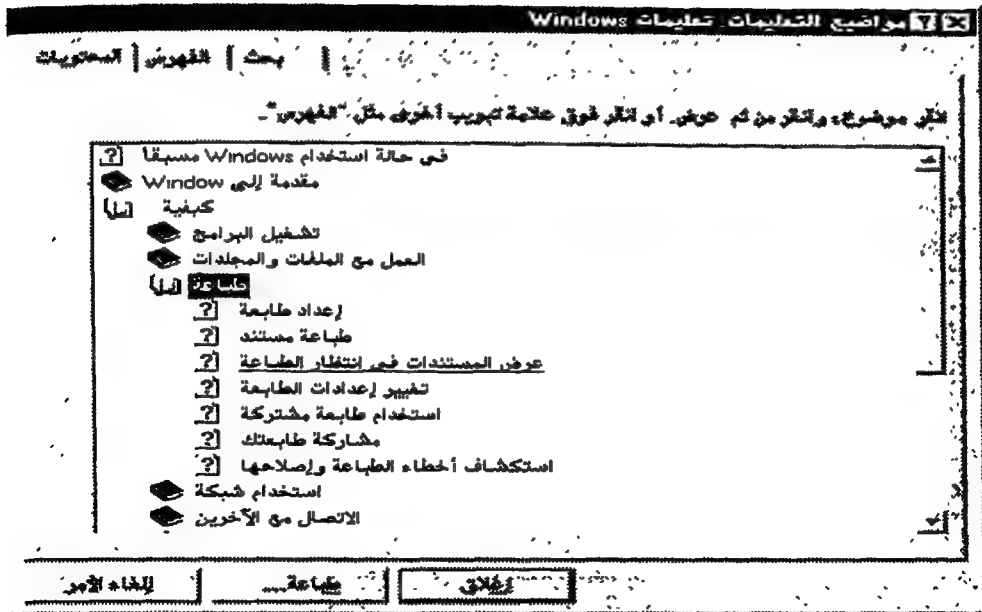 مواضيع التعليمات: تعليمات Windows
المحتويات الفهرس بحث
انقر موضوع، وانقر من ثم عرض. أو انقر فوق علامة تبويب أخرى مثل "الفهرس".
في حالة استخدام Windows مسبقا
مقدمة إلى Window
كيفية
تشغيل البرامج
العمل مع الملفات والمجلدات
طباعة
إعداد طابعة
طباعة مستند
عرض المستندات في انتظار الطباعة
تغيير إعدادات الطابعة
استخدام طابعة مشتركة
مشاركة طابعتك
استكشاف أخطاء الطباعة وإصلاحها
استخدام شبكة
الاتصال مع الآخرين
إغلاق طباعة... إلغاء الأمر